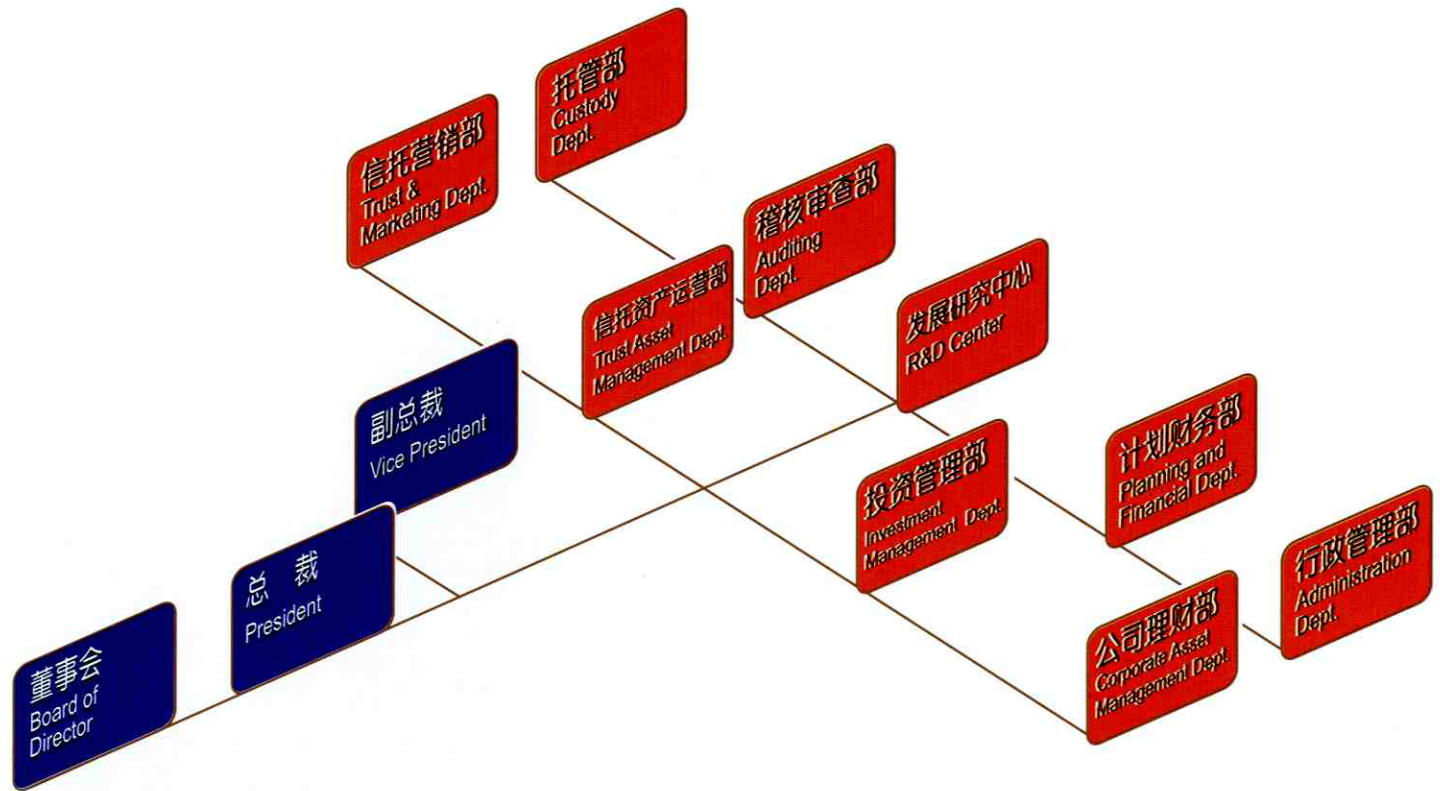 托管部
Custody
Dept.
信托营销部
Trust &
Marketing Dept.
稽核审查部
Auditing
Dept.
信托资产运营部
Trust Asset
Management Dept.
发展研究中心
R&D Center
副总裁
Vice President
计划财务部
Planning and
Financial Dept.
投资管理部
Investment
Management Dept.
行政管理部
Administration
Dept.
总 裁
President
公司理财部
Corporate Asset
Management Dept
董事会
Board of
Director